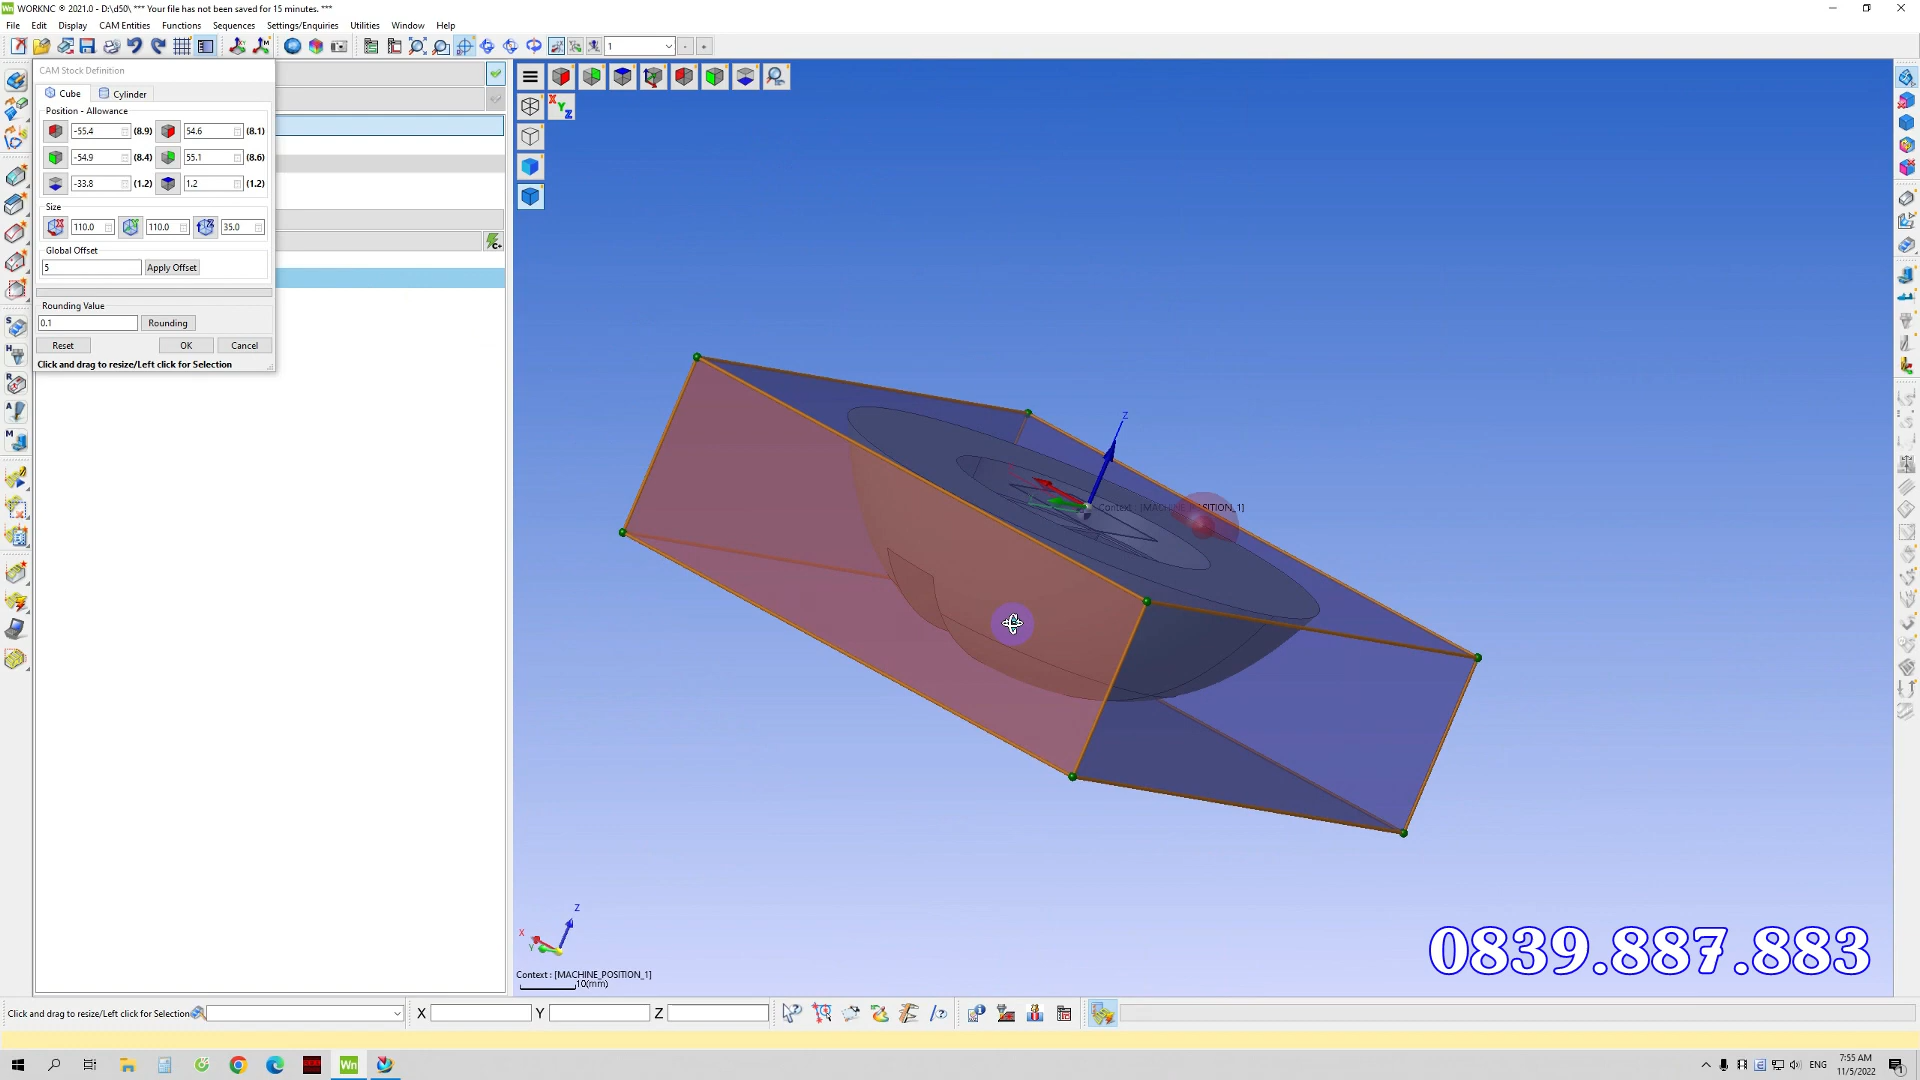 WORKNC ® 2021.0 - D:\d50\ *** Your file has not been saved for 15 minutes. ***
File Edit Display CAM Entities Functions Sequences Settings/Enquiries Utilities Window Help
1
CAM Stock Definition
Cube Cylinder
Position - Allowance
-55.4 (8.9) 54.6 (8.1)
-54.9 (8.4) 55.1 (8.6)
-33.8 (1.2) 1.2 (1.2)
Size
110.0 110.0 35.0
Global Offset
5 Apply Offset
Rounding Value
0.1 Rounding
Reset OK Cancel
Click and drag to resize/Left click for Selection
X Y Z
Z
X Y Z
Context : [MACHINE_POSITION_1]
10(mm)
0839.887.883
Click and drag to resize/Left click for Selection X Y Z
Wn ENG 7:55 AM
11/5/2022